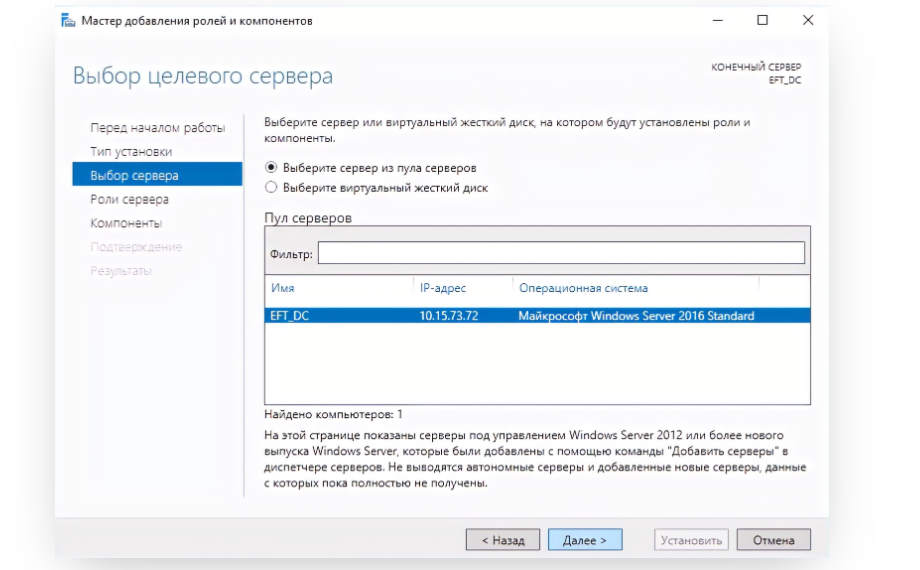 Мастер добавления ролей и компонентов
Выбор целевого сервера
КОНЕЧНЫЙ СЕРВЕР
EFT_DC
Перед началом работы
Тип установки
Выбор сервера
Роли сервера
Компоненты
Подтверждение
Результаты
Выберите сервер или виртуальный жесткий диск, на котором будут установлены роли и
компоненты.
Выберите сервер из пула серверов
Выберите виртуальный жесткий диск
Пул серверов
Фильтр:
Имя IP-адрес Операционная система
EFT_DC 10.15.73.72 Майкрософт Windows Server 2016 Standard
Найдено компьютеров: 1
На этой странице показаны серверы под управлением Windows Server 2012 или более нового
выпуска Windows Server, которые были добавлены с помощью команды "Добавить серверы" в
диспетчере серверов. Не выводятся автономные серверы и добавленные новые серверы, данные
с которых пока полностью не получены.
< Назад Далее > Установить Отмена